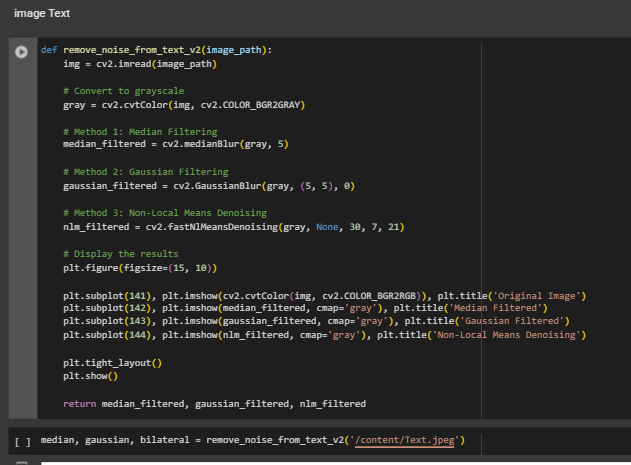 image Text
def remove_noise_from_text_v2(image_path):
    img = cv2.imread(image_path)
    # Convert to grayscale
    gray = cv2.cvtColor(img, cv2.COLOR_BGR2GRAY)
    # Method 1: Median Filtering
    median_filtered = cv2.medianBlur(gray, 5)
    # Method 2: Gaussian Filtering
    gaussian_filtered = cv2.GaussianBlur(gray, (5, 5), 0)
    # Method 3: Non-Local Means Denoising
    nlm_filtered = cv2.fastNlMeansDenoising(gray, None, 30, 7, 21)
    # Display the results
    plt.figure(figsize=(15, 10))
    plt.subplot(141), plt.imshow(cv2.cvtColor(img, cv2.COLOR_BGR2RGB)), plt.title('Original Image')
    plt.subplot(142), plt.imshow(median_filtered, cmap='gray'), plt.title('Median Filtered')
    plt.subplot(143), plt.imshow(gaussian_filtered, cmap='gray'), plt.title('Gaussian Filtered')
    plt.subplot(144), plt.imshow(nlm_filtered, cmap='gray'), plt.title('Non-Local Means Denoising')
    plt.tight_layout()
    plt.show()
    return median_filtered, gaussian_filtered, nlm_filtered
[ ] median, gaussian, bilateral = remove_noise_from_text_v2('/content/Text.jpeg')